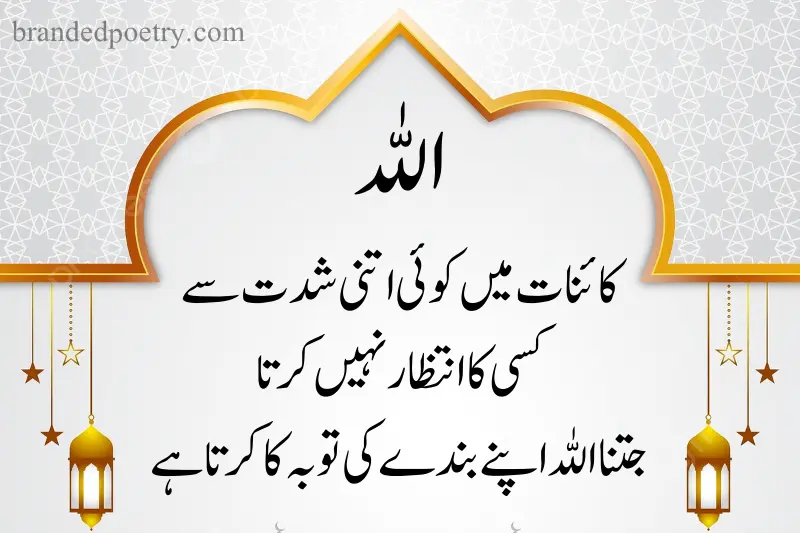 brandedpoetry.com
اللہ
کائنات میں کوئی اتنی شدت سے
کسی کا انتظار نہیں کرتا
جتنا اللہ اپنے بندے کی توبہ کا کرتا ہے